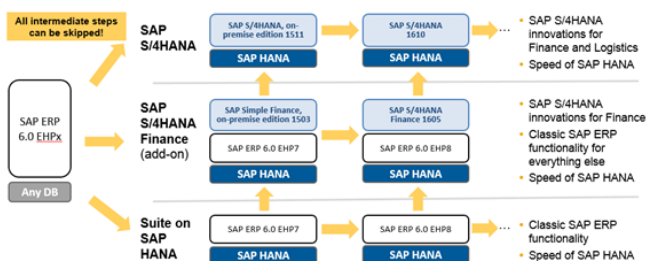 All intermediate steps
can be skipped!
SAP ERP
6.0 EHPx
Any DB
SAP
S/4HANA
SAP S/4HANA, on-
premise edition 1511
SAP HANA
SAP S/4HANA
1610
SAP HANA
...
• SAP S/4HANA
innovations for
Finance and Logistics
• Speed of SAP HANA
SAP
S/4HANA
Finance
(add-on)
SAP Simple Finance,
on-premise edition 1503
SAP ERP 6.0 EHP7
SAP HANA
SAP S/4HANA
Finance 1605
SAP ERP 6.0 EHP8
SAP HANA
• SAP S/4HANA
innovations for Finance
• Classic SAP ERP
functionality for
everything else
• Speed of SAP HANA
Suite on
SAP
HANA
SAP ERP 6.0 EHP7
SAP HANA
SAP ERP 6.0 EHP8
SAP HANA
...
• Classic SAP ERP
functionality
• Speed of SAP HANA